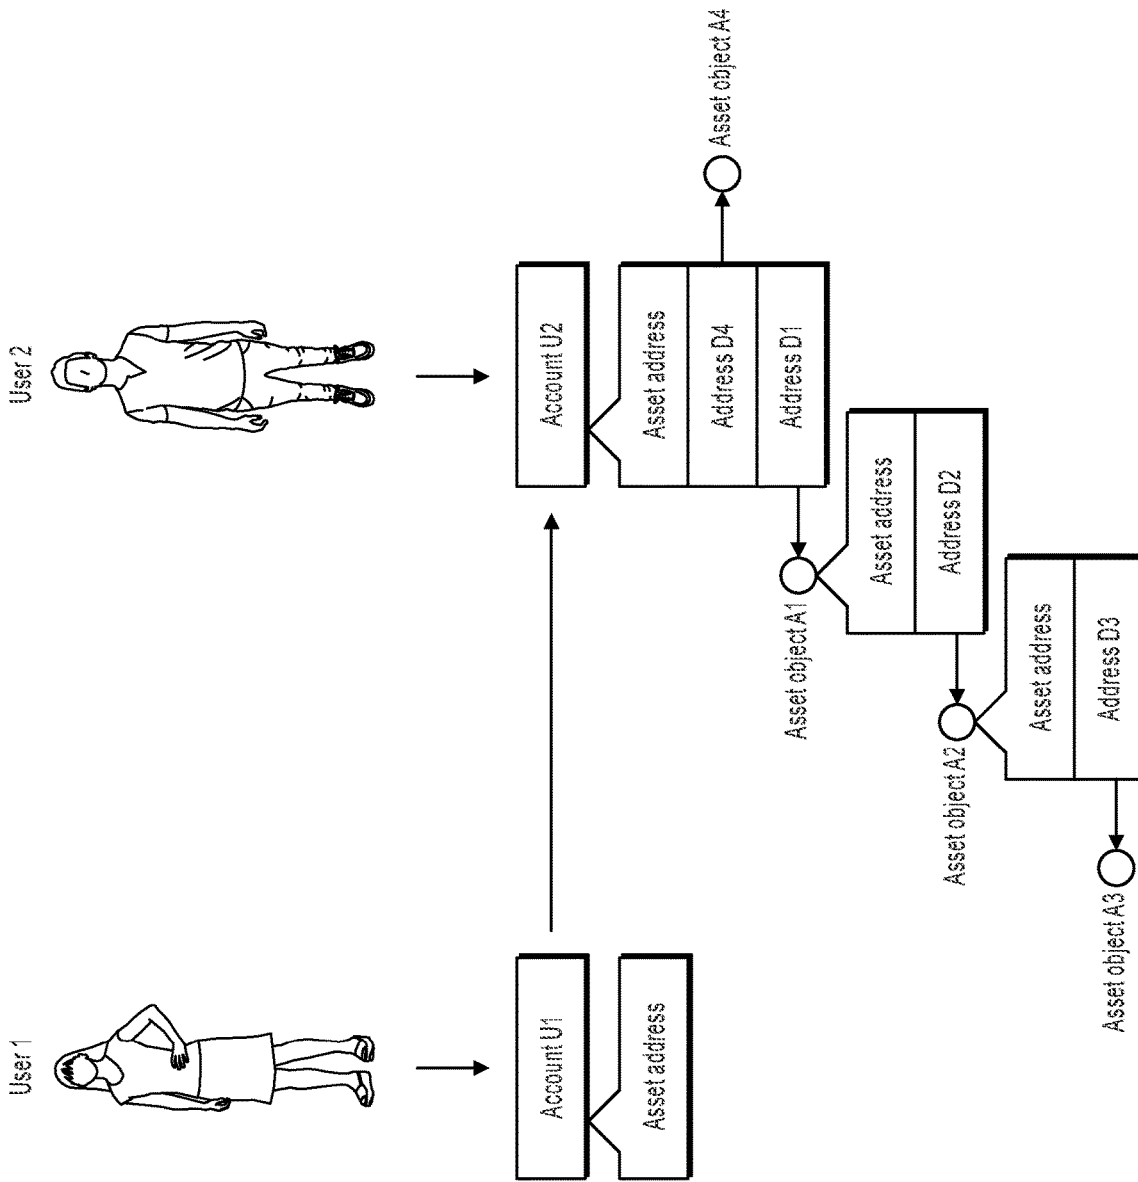 User 1
User 2
Account U1
Asset address
Account U2
Asset address
Address D4
Address D1
Asset object A4
Asset object A1
Asset address
Address D2
Asset object A2
Asset address
Address D3
Asset object A3